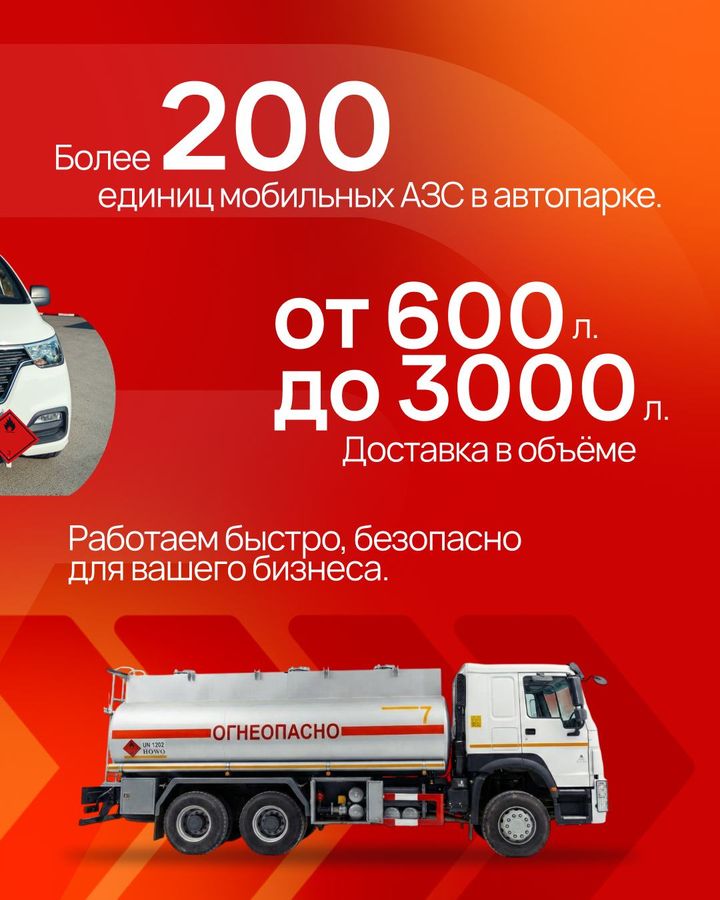 Более 200
единиц мобильных АЗС в автопарке.
от 600 л.
до 3000 л.
Доставка в объёме
Работаем быстро, безопасно
для вашего бизнеса.
7
ОГНЕОПАСНО
UN 1202
HOWO